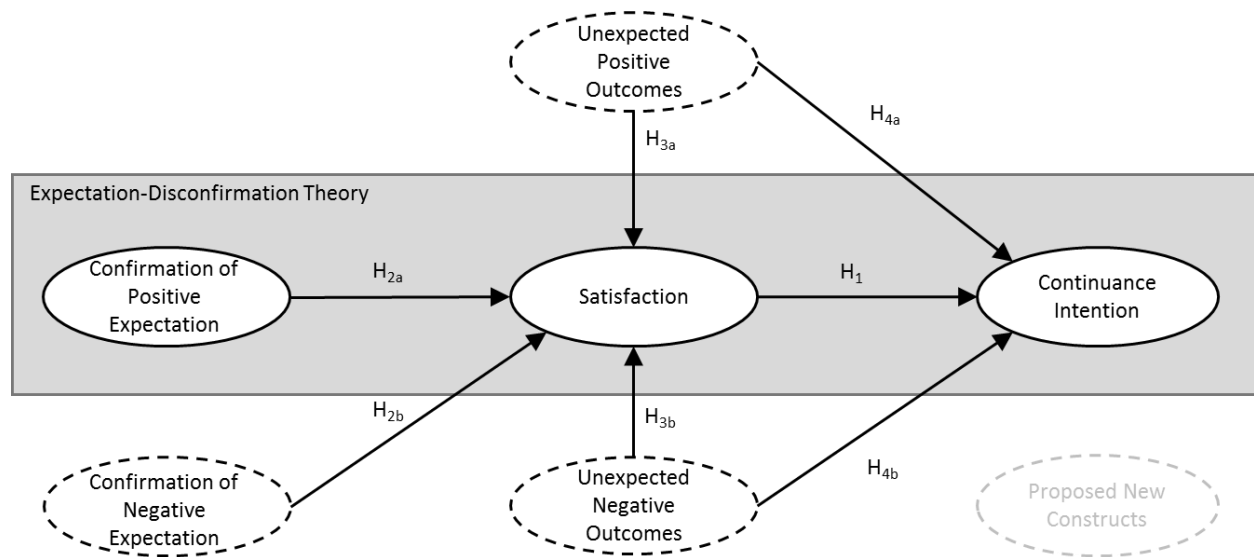 Unexpected
Positive
Outcomes
H4a
H3a
Expectation-Disconfirmation Theory
Confirmation of
Positive
Expectation
H2a
Satisfaction
H1
Continuance
Intention
H2b
H3b
Confirmation of
Negative
Expectation
Unexpected
Negative
Outcomes
H4b
Proposed New
Constructs